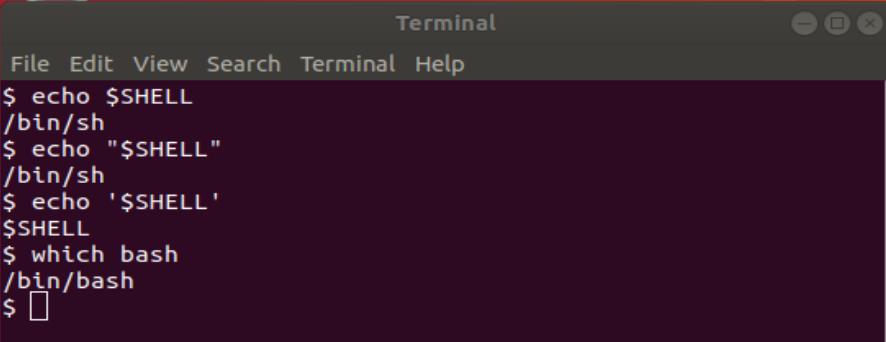 Terminal
File Edit View Search Terminal Help
$ echo $SHELL
/bin/sh
$ echo "$SHELL"
/bin/sh
$ echo '$SHELL'
$SHELL
$ which bash
/bin/bash
$